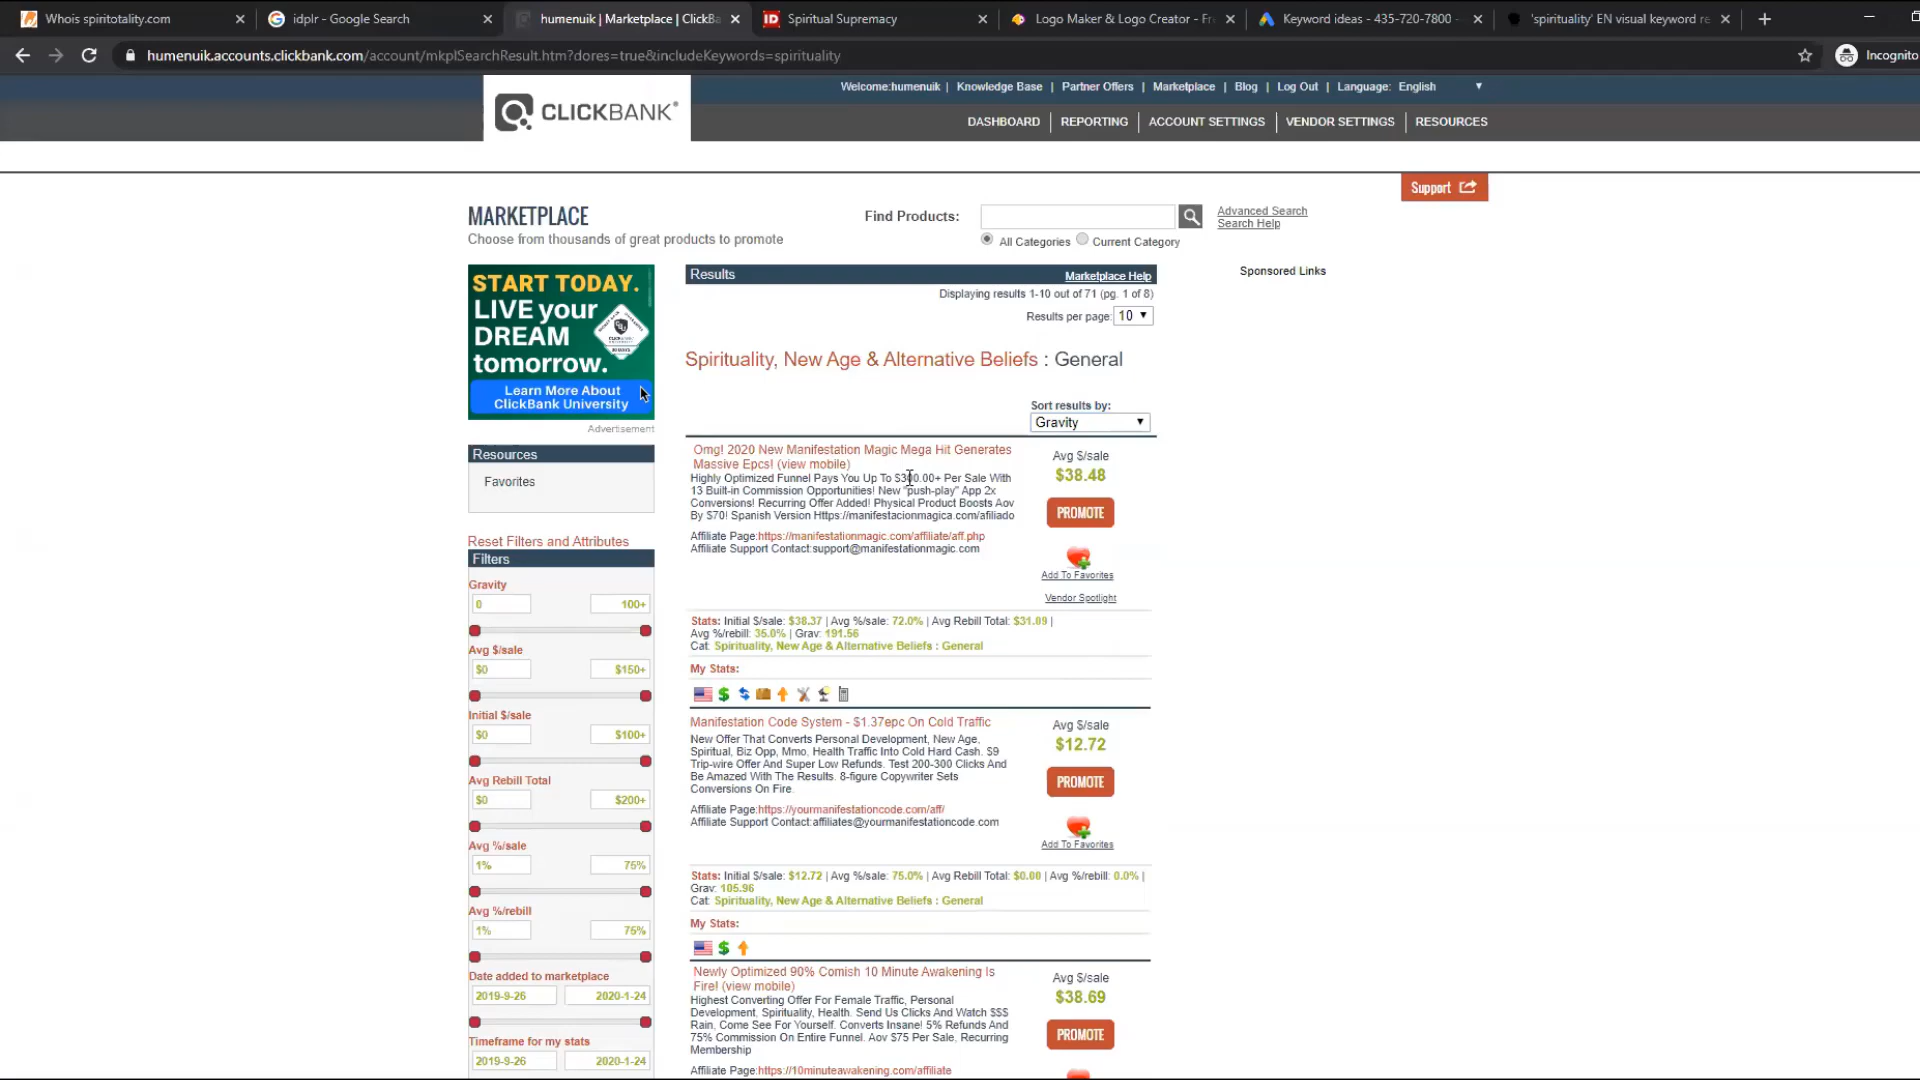 Whois spiritotality.com
idplr - Google Search
humenuik | Marketplace | ClickBa
Spiritual Supremacy
Logo Maker & Logo Creator - Fr
Keyword ideas - 435-720-7800 -
'spirituality' EN visual keyword re
humenuik.accounts.clickbank.com/account/mkplSearchResult.htm?dores=true&includeKeywords=spirituality
Incognito
Welcome:humenuik | Knowledge Base | Partner Offers | Marketplace | Blog | Log Out | Language: English
CLICKBANK
DASHBOARD | REPORTING | ACCOUNT SETTINGS | VENDOR SETTINGS | RESOURCES
Support
MARKETPLACE
Choose from thousands of great products to promote
Find Products:
Advanced Search
Search Help
All Categories Current Category
START TODAY.
LIVE your
DREAM
tomorrow.
Learn More About
ClickBank University
Advertisement
Resources
Favorites
Reset Filters and Attributes
Filters
Gravity
0 100+
Avg $/sale
$0 $150+
Initial $/sale
$0 $100+
Avg Rebill Total
$0 $200+
Avg %/sale
1% 75%
Avg %/rebill
1% 75%
Date added to marketplace
2019-9-26 2020-1-24
Timeframe for my stats
2019-9-26 2020-1-24
Results Marketplace Help
Displaying results 1-10 out of 71 (pg. 1 of 8)
Results per page: 10
Spirituality, New Age & Alternative Beliefs : General
Sort results by:
Gravity
Omg! 2020 New Manifestation Magic Mega Hit Generates
Massive Epcs! (view mobile)
Highly Optimized Funnel Pays You Up To $300.00+ Per Sale With
13 Built-in Commission Opportunities! New "push-play" App 2x
Conversions! Recurring Offer Added! Physical Product Boosts Aov
By $70! Spanish Version Https://manifestacionmagica.com/afiliado
Affiliate Page:https://manifestationmagic.com/affiliate/aff.php
Affiliate Support Contact:support@manifestationmagic.com
Avg $/sale
$38.48
PROMOTE
Add To Favorites
Vendor Spotlight
Stats: Initial $/sale: $38.37 | Avg %/sale: 72.0% | Avg Rebill Total: $31.09 |
Avg %/rebill: 35.0% | Grav: 191.56
Cat: Spirituality, New Age & Alternative Beliefs : General
My Stats:
Manifestation Code System - $1.37epc On Cold Traffic
New Offer That Converts Personal Development, New Age,
Spiritual, Biz Opp, Mmo, Health Traffic Into Cold Hard Cash. $9
Trip-wire Offer And Super Low Refunds. Test 200-300 Clicks And
Be Amazed With The Results. 8-figure Copywriter Sets
Conversions On Fire.
Affiliate Page:https://yourmanifestationcode.com/aff/
Affiliate Support Contact:affiliates@yourmanifestationcode.com
Avg $/sale
$12.72
PROMOTE
Add To Favorites
Stats: Initial $/sale: $12.72 | Avg %/sale: 75.0% | Avg Rebill Total: $0.00 | Avg %/rebill: 0.0% |
Grav: 105.96
Cat: Spirituality, New Age & Alternative Beliefs : General
My Stats:
Newly Optimized 90% Comish 10 Minute Awakening Is
Fire! (view mobile)
Highest Converting Offer For Female Traffic, Personal
Development, Spirituality, Health. Send Us Clicks And Watch $$$
Rain, Come See For Yourself. Converts Insane! 5% Refunds And
75% Commission On Entire Funnel. Aov $75 Per Sale, Recurring
Membership
Affiliate Page:https://10minuteawakening.com/affiliate
Avg $/sale
$38.69
PROMOTE
Sponsored Links